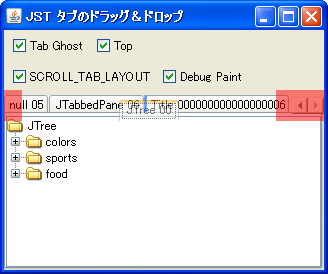 JST タブのドラッグ＆ドロップ
Tab Ghost Top
SCROLL_TAB_LAYOUT Debug Paint
null 05 JTabbedPane 06 Title 000000000000000006
JTree 00
JTree
colors
sports
food